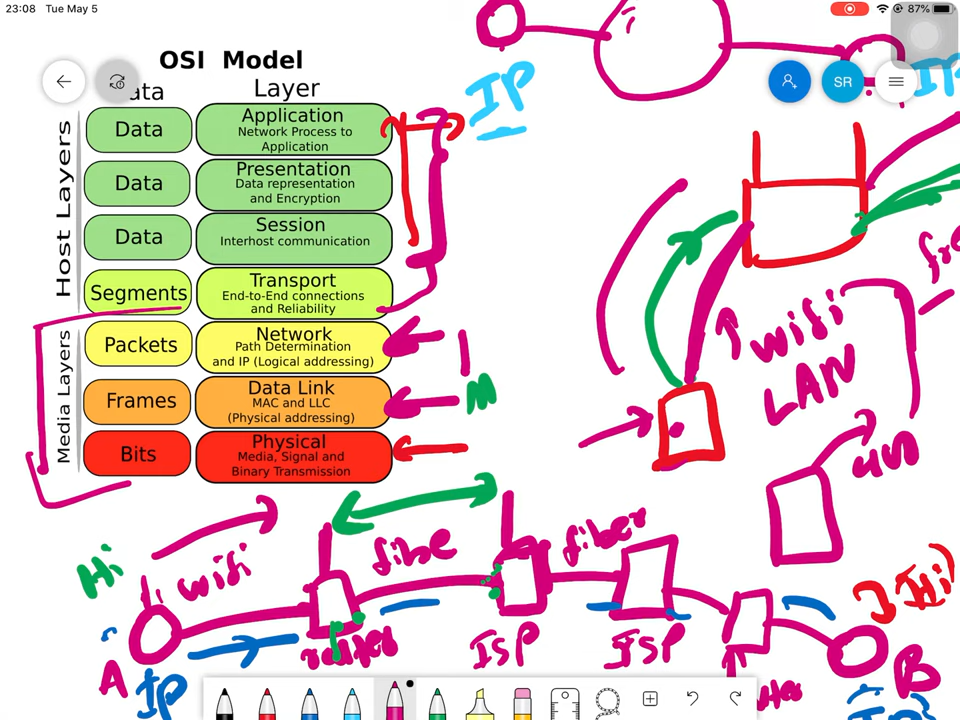 23:08 Tue May 5
87%
IP
IP
SR
OSI Model
Layer
Host Layers
Media Layers
Data
Application
Network Process to
Application
Data
Presentation
Data representation
and Encryption
Data
Session
Interhost communication
Segments
Transport
End-to-End connections
and Reliability
Packets
Network
Path Determination
and IP (Logical addressing)
Frames
Data Link
MAC and LLC
(Physical addressing)
Bits
Physical
Media, Signal and
Binary Transmission
M
wifi
LAN
Hi
wifi
fibe
fiber
Hi
A
ISP
ISP
B
IP